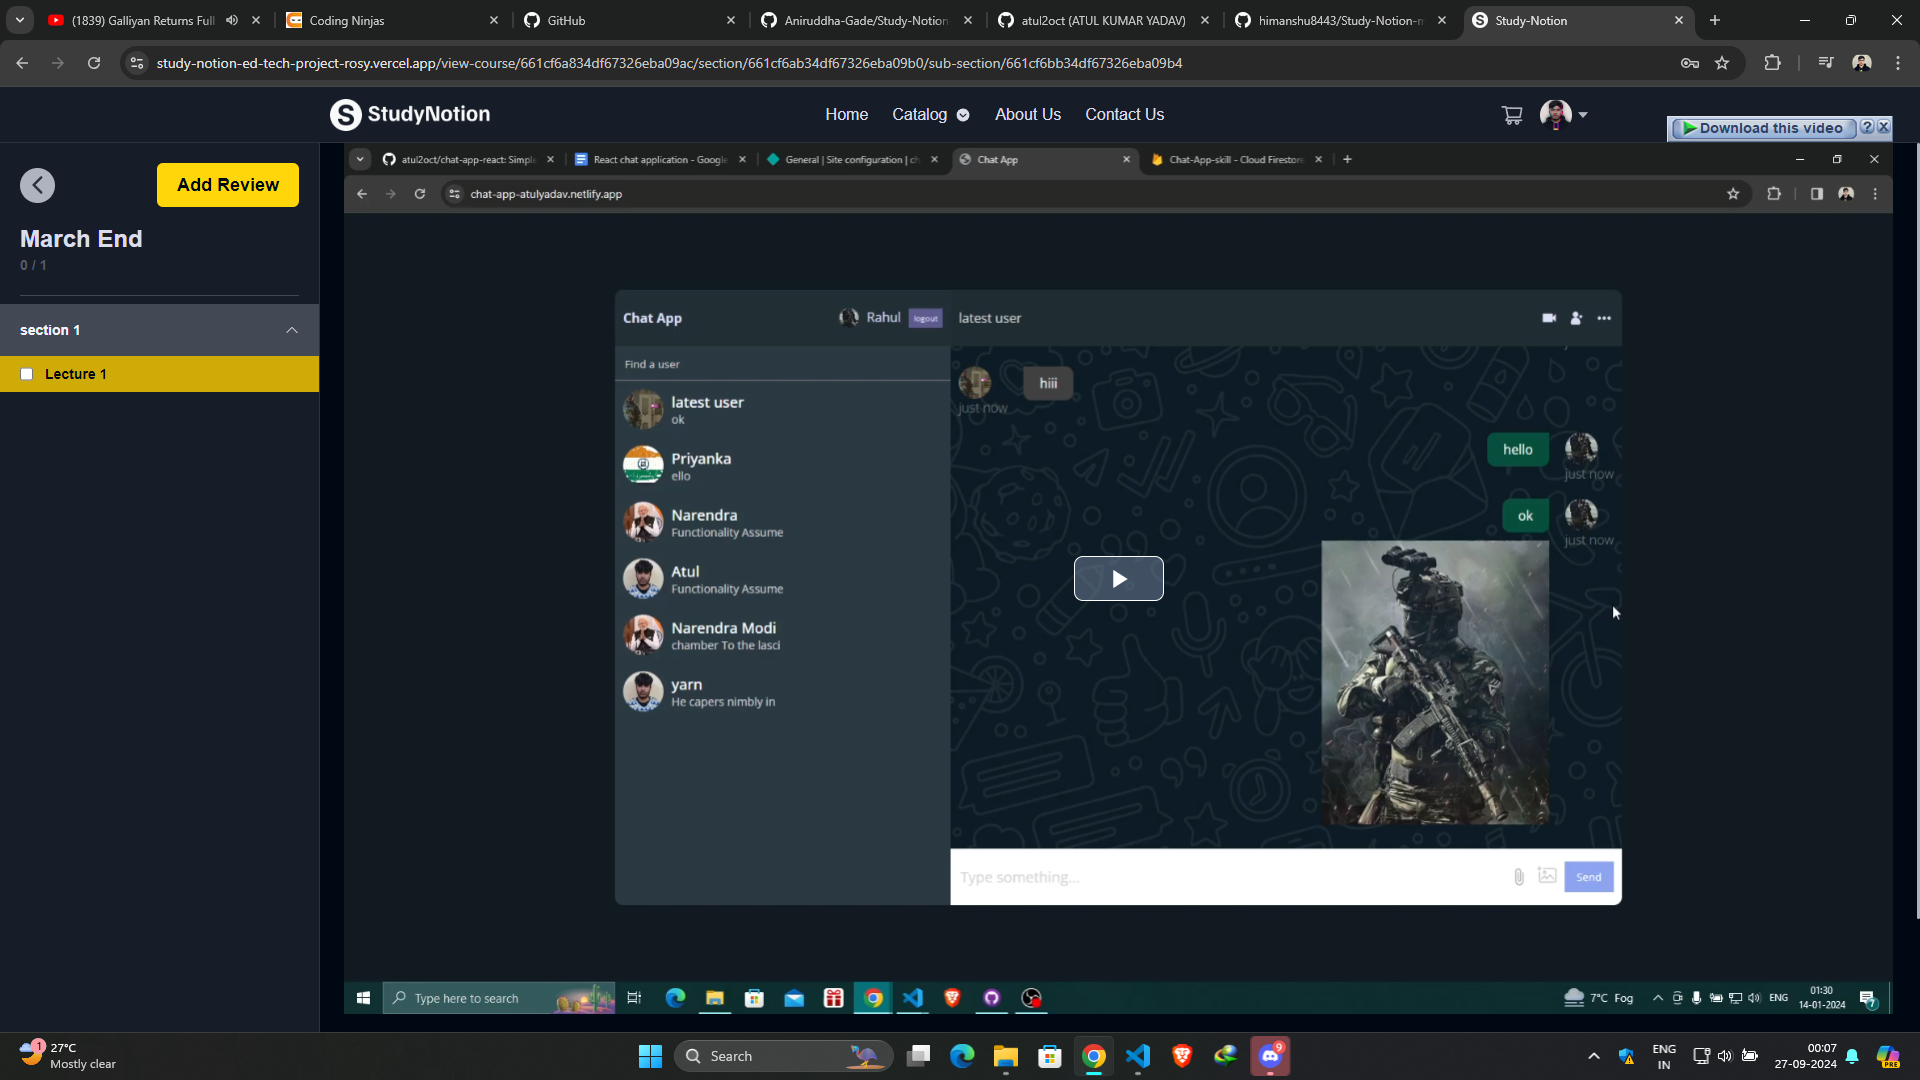 (1839) Galliyan Returns Full
Coding Ninjas
GitHub
Aniruddha-Gade/Study-Notion
atul2oct (ATUL KUMAR YADAV)
himanshu8443/Study-Notion-m
Study-Notion
study-notion-ed-tech-project-rosy.vercel.app/view-course/661cf6a834df67326eba09ac/section/661cf6ab34df67326eba09b0/sub-section/661cf6bb34df67326eba09b4
StudyNotion
Home
Catalog
About Us
Contact Us
Download this video
Add Review
March End
0 / 1
section 1
Lecture 1
atul2oct/chat-app-react: Simple
React chat application - Google
General | Site configuration | ch
Chat App
Chat-App-skill - Cloud Firestore
chat-app-atulyadav.netlify.app
Chat App
Rahul
logout
latest user
Find a user
latest user
ok
Priyanka
ello
Narendra
Functionality Assume
Atul
Functionality Assume
Narendra Modi
chamber To the lasci
yarn
He capers nimbly in
hiii
just now
hello
just now
ok
just now
Type something...
Send
Type here to search
7°C Fog
ENG
01:30
14-01-2024
7
1
27°C
Mostly clear
Search
9
PRE
ENG
IN
00:07
27-09-2024